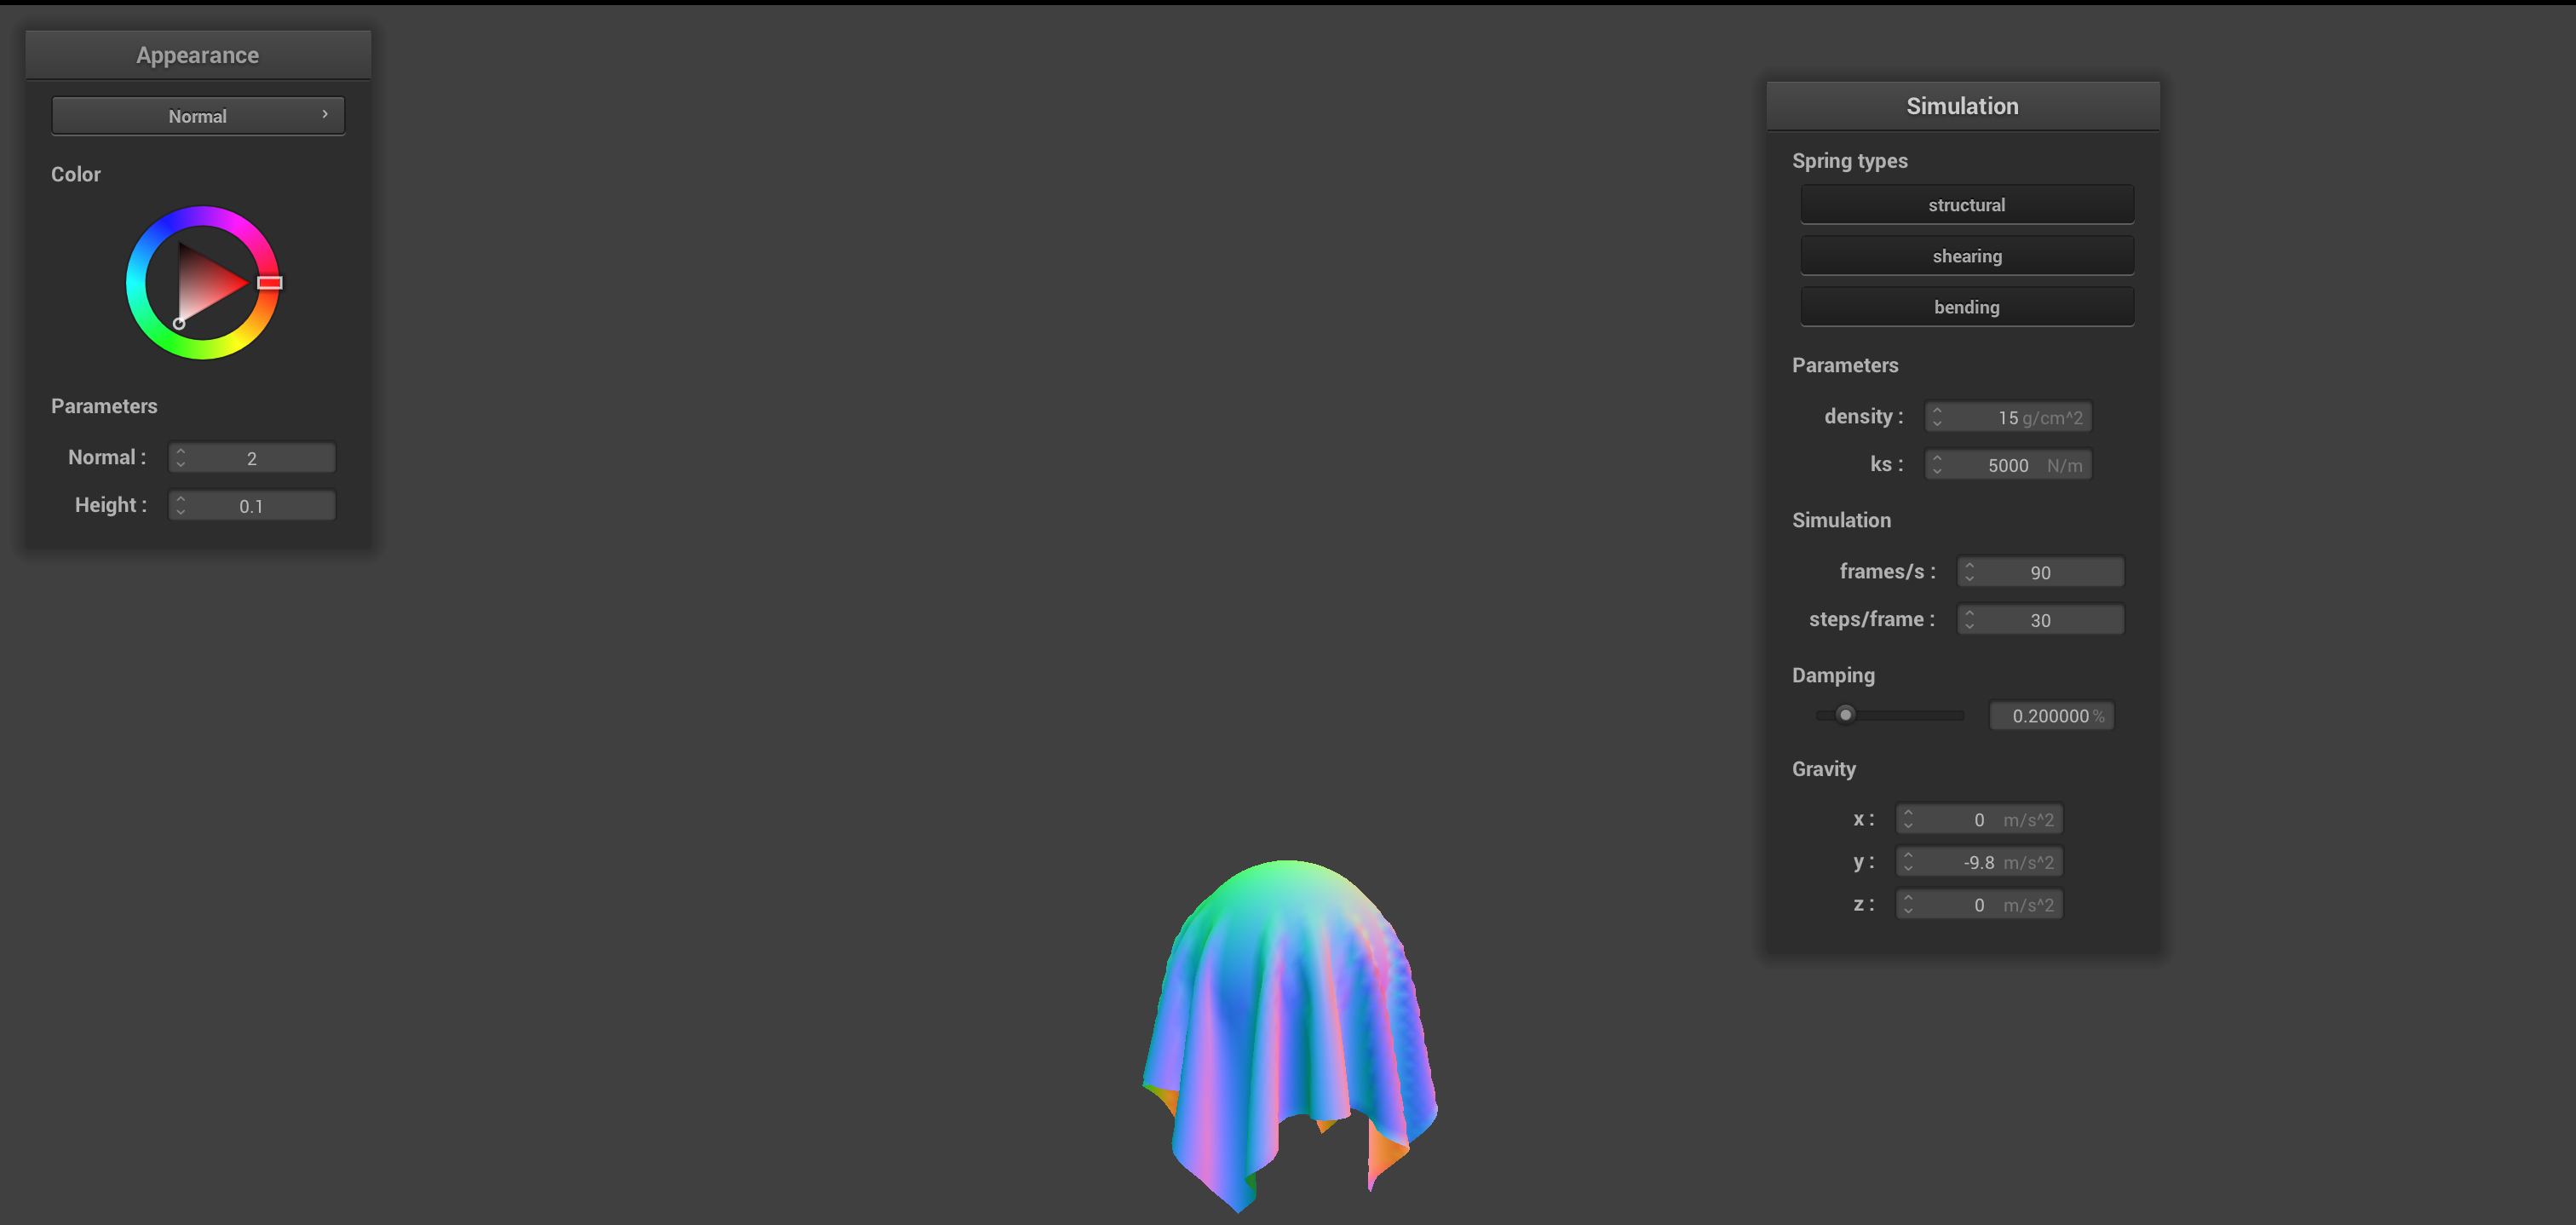 Appearance
Normal
Color
Parameters
Normal : 2
Height : 0.1
Simulation
Spring types
structural
shearing
bending
Parameters
density : 15 g/cm^2
ks : 5000 N/m
Simulation
frames/s : 90
steps/frame : 30
Damping
0.200000 %
Gravity
x : 0 m/s^2
y : -9.8 m/s^2
z : 0 m/s^2